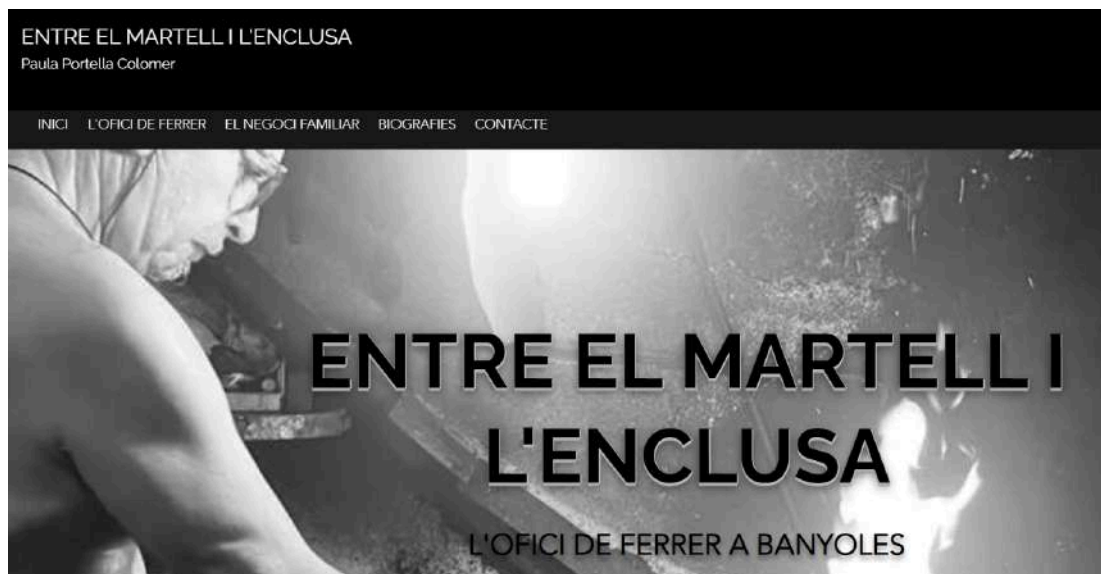 ENTRE EL MARTELL I L'ENCLUSA
Paula Portella Colomer
INICI L'OFICI DE FERRER EL NEGOCI FAMILIAR BIOGRAFIES CONTACTE
ENTRE EL MARTELL I
L'ENCLUSA
L'OFICI DE FERRER A BANYOLES